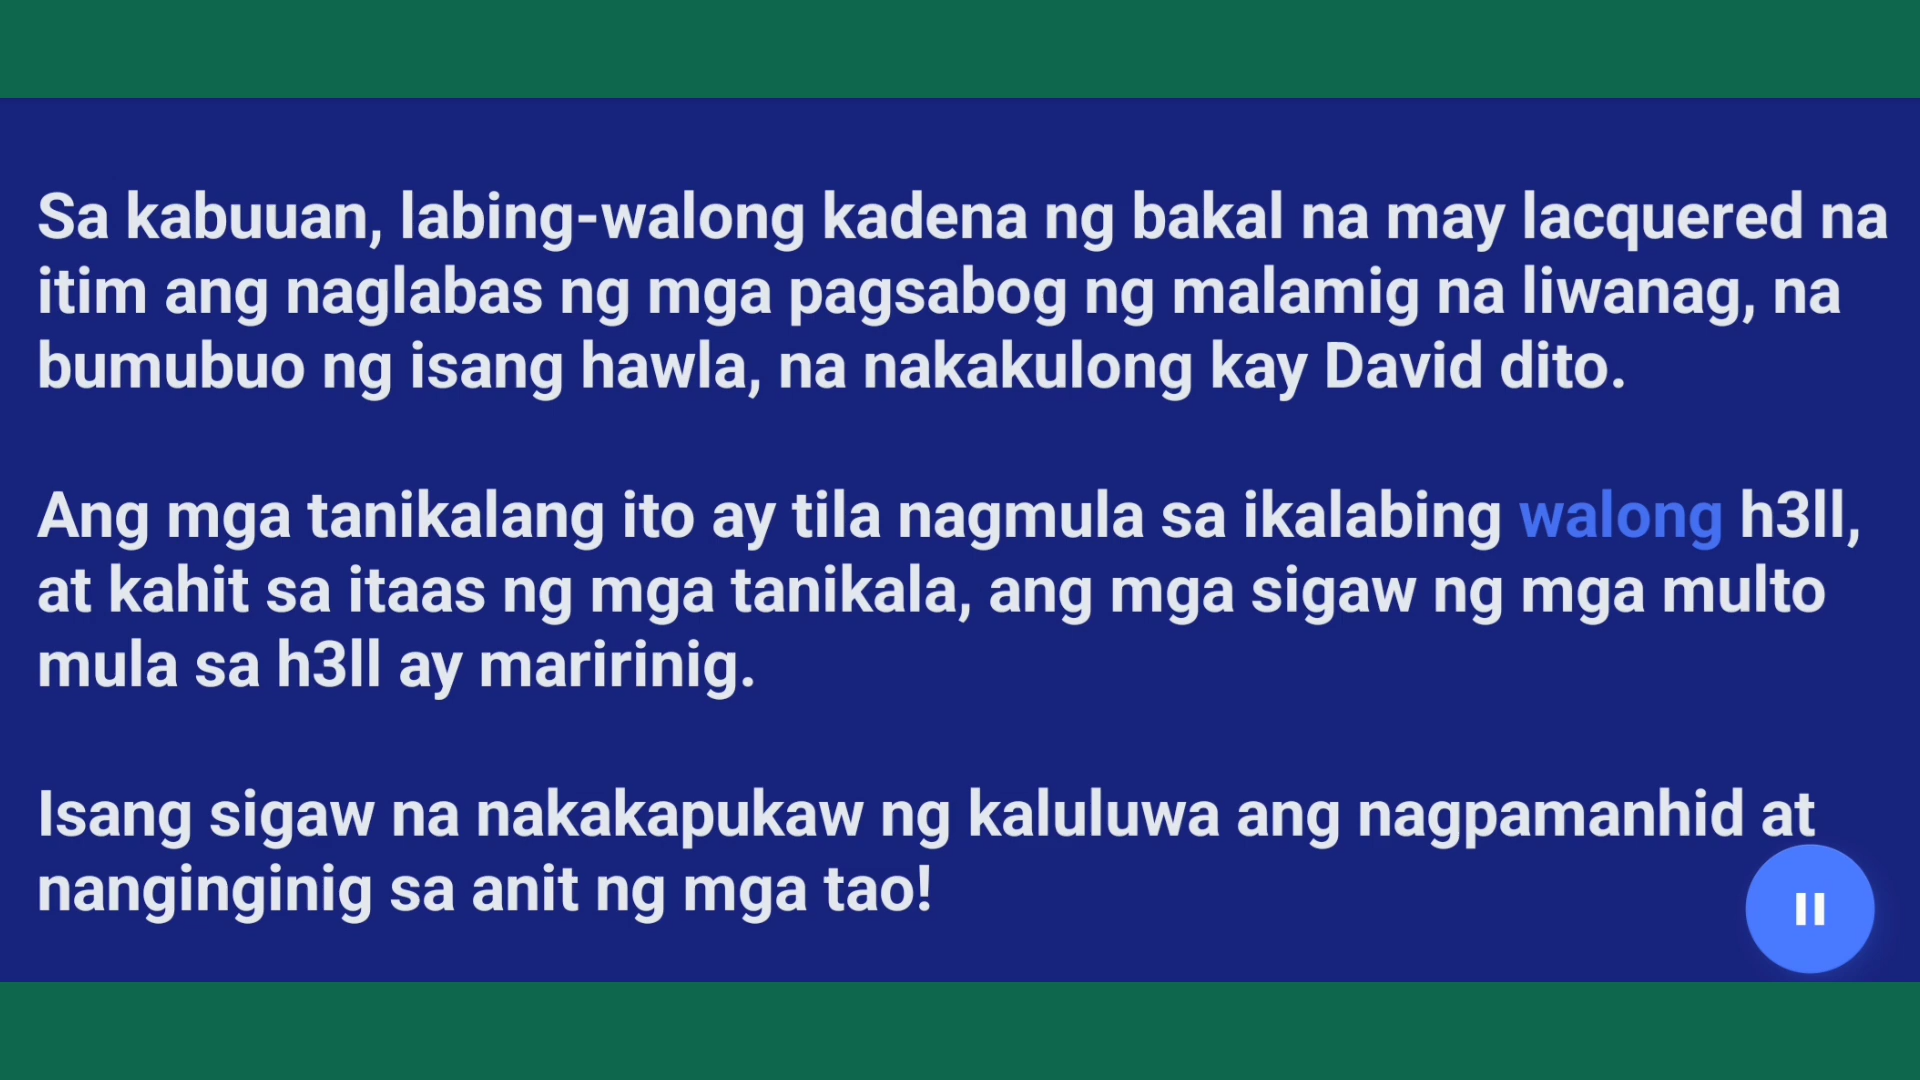 Sa kabuuan, labing-walong kadena ng bakal na may lacquered na
itim ang naglabas ng mga pagsabog ng malamig na liwanag, na
bumubuo ng isang hawla, na nakakulong kay David dito.
Ang mga tanikalang ito ay tila nagmula sa ikalabing walong h3ll,
at kahit sa itaas ng mga tanikala, ang mga sigaw ng mga multo
mula sa h3ll ay maririnig.
Isang sigaw na nakakapukaw ng kaluluwa ang nagpamanhid at
nanginginig sa anit ng mga tao!